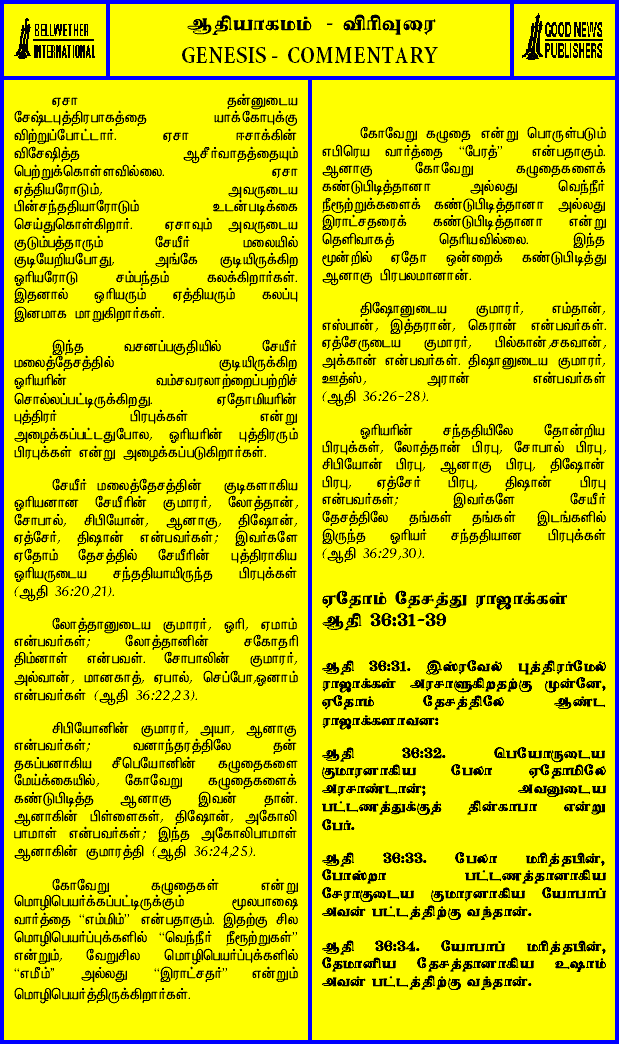 BELLWETHER
INTERNATIONAL
ஆதியாகமம் - விரிவுரை
GENESIS - COMMENTARY
GOOD NEWS
PUBLISHERS
ஏசா தன்னுடைய
சேஷ்டபுத்திரபாகத்தை யாக்கோபுக்கு
விற்றுப்போட்டார். ஏசா ஈசாக்கின்
விசேஷித்த ஆசீர்வாதத்தையும்
பெற்றுக்கொள்ளவில்லை. ஏசா
ஏத்தியரோடும், அவருடைய
பின்சந்ததியாரோடும் உடன்படிக்கை
செய்துகொள்கிறார். ஏசாவும் அவருடைய
குடும்பத்தாரும் சேயீர் மலையில்
குடியேறியபோது, அங்கே குடியிருக்கிற
ஓரியரோடு சம்பந்தம் கலக்கிறார்கள்.
இதனால் ஓரியரும் ஏத்தியரும் கலப்பு
இனமாக மாறுகிறார்கள்.
இந்த வசனப்பகுதியில் சேயீர்
மலைத்தேசத்தில் குடியிருக்கிற
ஓரியரின் வம்சவரலாற்றைப்பற்றிச்
சொல்லப்பட்டிருக்கிறது. ஏதோமியரின்
புத்திரர் பிரபுக்கள் என்று
அழைக்கப்பட்டதுபோல, ஓரியரின் புத்திரரும்
பிரபுக்கள் என்று அழைக்கப்படுகிறார்கள்.
சேயீர் மலைத்தேசத்தின் குடிகளாகிய
ஓரியனான சேயீரின் குமாரர், லோத்தான்,
சோபால், சிபியோன், ஆனாகு, திஷோன்,
ஏத்சேர், திஷான் என்பவர்கள்; இவர்களே
ஏதோம் தேசத்தில் சேயீரின் புத்திராகிய
ஓரியருடைய சந்ததியாயிருந்த பிரபுக்கள்
(ஆதி 36:20,21).
லோத்தானுடைய குமாரர், ஓரி, ஏமாம்
என்பவர்கள்; லோத்தானின் சகோதரி
திம்னாள் என்பவள். சோபாலின் குமாரர்,
அல்வான், மானகாத், ஏபால், செப்போ,ஓனாம்
என்பவர்கள் (ஆதி 36:22,23).
சிபியோனின் குமாரர், அயா, ஆனாகு
என்பவர்கள்; வனாந்தரத்திலே தன்
தகப்பனாகிய சீபெயோனின் கழுதைகளை
மேய்க்கையில், கோவேறு கழுதைகளைக்
கண்டுபிடித்த ஆனாகு இவன் தான்.
ஆனாகின் பிள்ளைகள், திஷோன், அகோலி
பாமாள் என்பவர்கள்; இந்த அகோலிபாமாள்
ஆனாகின் குமாரத்தி (ஆதி 36:24,25).
கோவேறு கழுதைகள் என்று
மொழிபெயர்க்கப்பட்டிருக்கும் மூலபாஷை
வார்த்தை "எம்மிம்" என்பதாகும். இதற்கு சில
மொழிபெயர்ப்புக்களில் "வெந்நீர் நீரூற்றுகள்"
என்றும், வேறுசில மொழிபெயர்ப்புக்களில்
"எமீம்" அல்லது "இராட்சதர்" என்றும்
மொழிபெயர்த்திருக்கிறார்கள்.
கோவேறு கழுதை என்று பொருள்படும்
எபிரெய வார்த்தை "பேரத்" என்பதாகும்.
ஆனாகு கோவேறு கழுதைகளைக்
கண்டுபிடித்தானா அல்லது வெந்நீர்
நீரூற்றுக்களைக் கண்டுபிடித்தானா அல்லது
இராட்சதரைக் கண்டுபிடித்தானா என்று
தெளிவாகத் தெரியவில்லை. இந்த
மூன்றில் ஏதோ ஒன்றைக் கண்டுபிடித்து
ஆனாகு பிரபலமானான்.
திஷோனுடைய குமாரர், எம்தான்,
எஸ்பான், இத்தரான், கெரான் என்பவர்கள்.
ஏத்சேருடைய குமாரர், பில்கான்,சகவான்,
அக்கான் என்பவர்கள். திஷானுடைய குமாரர்,
ஊத்ஸ், அரான் என்பவர்கள்
(ஆதி 36:26-28).
ஓரியரின் சந்ததியிலே தோன்றிய
பிரபுக்கள், லோத்தான் பிரபு, சோபால் பிரபு,
சிபியோன் பிரபு, ஆனாகு பிரபு, திஷோன்
பிரபு, ஏத்சேர் பிரபு, திஷான் பிரபு
என்பவர்கள்; இவர்களே சேயீர்
தேசத்திலே தங்கள் தங்கள் இடங்களில்
இருந்த ஓரியர் சந்ததியான பிரபுக்கள்
(ஆதி 36:29,30).
ஏதோம் தேசத்து ராஜாக்கள்
ஆதி 36:31-39
ஆதி 36:31. இஸ்ரவேல் புத்திரர்மேல்
ராஜாக்கள் அரசாளுகிறதற்கு முன்னே,
ஏதோம் தேசத்திலே ஆண்ட
ராஜாக்களாவன:
ஆதி 36:32. பெயோருடைய
குமாரனாகிய பேலா ஏதோமிலே
அரசாண்டான்; அவனுடைய
பட்டணத்துக்குத் தின்காபா என்று
பேர்.
ஆதி 36:33. பேலா மரித்தபின்,
போஸ்றா பட்டணத்தானாகிய
சேராகுடைய குமாரனாகிய யோபாப்
அவன் பட்டத்திற்கு வந்தான்.
ஆதி 36:34. யோபாப் மரித்தபின்,
தேமானிய தேசத்தானாகிய உஷாம்
அவன் பட்டத்திற்கு வந்தான்.